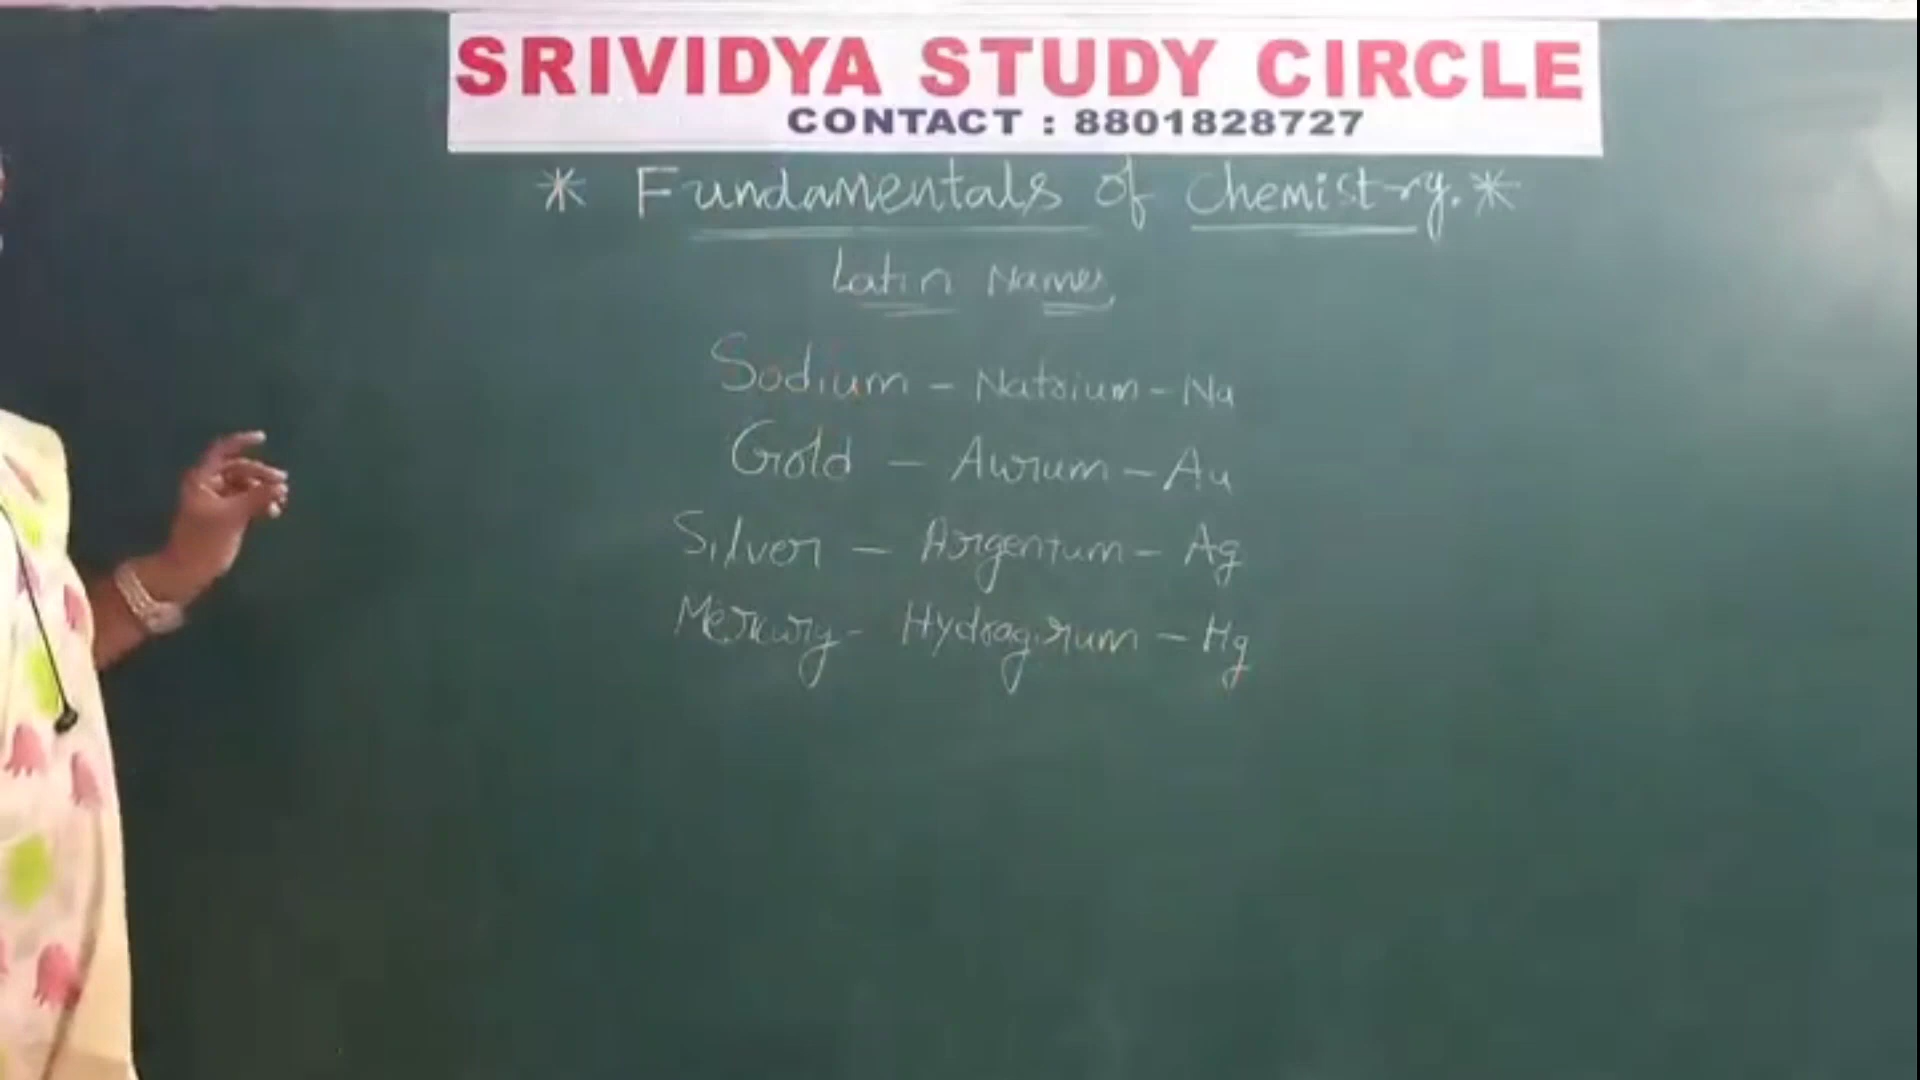 SRIVIDYA STUDY CIRCLE
CONTACT : 8801828727
* Fundamentals of Chemistry. *
Latin Names
Sodium - Natrium - Na
Gold - Aurum - Au
Silver - Argentum - Ag
Mercury - Hydragirum - Hg